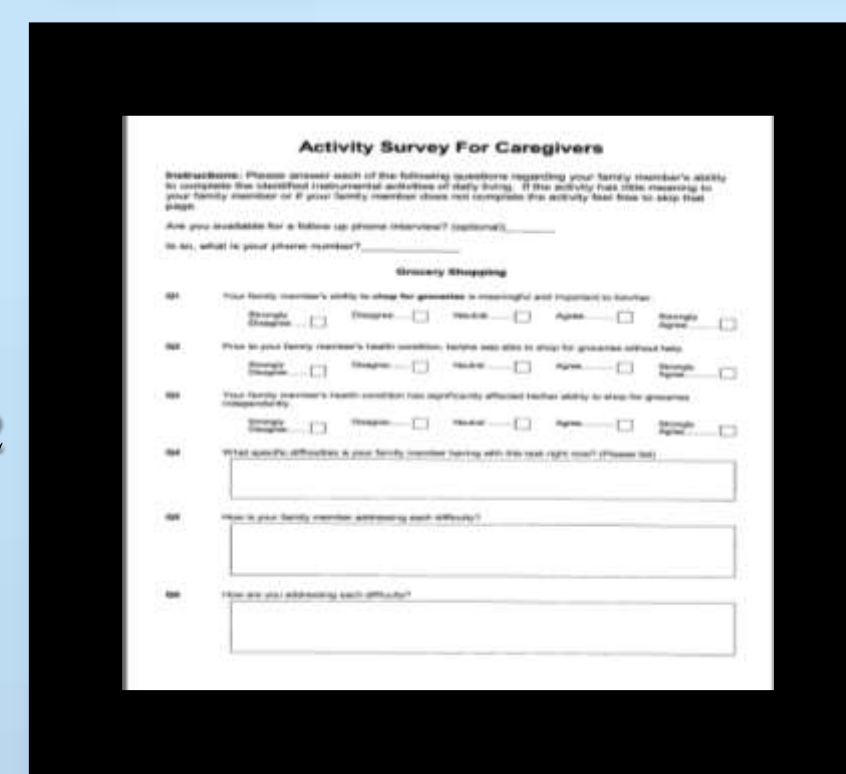 Activity Survey For Caregivers
Instructions: Please answer each of the following questions regarding your family member's ability
to complete the identified instrumental activities of daily living. If the activity has little meaning to
your family member or if your family member does not complete the activity feel free to skip that
page.
Are you available for a follow up phone interview? (optional)________
Is so, what is your phone number?________________
Grocery Shopping
Q1 Your family member's ability to shop for groceries is meaningful and important to him/her.
Strongly Disagree Disagree Neutral Agree Strongly Agree
Q2 Prior to your family member's health condition, he/she was able to shop for groceries without help.
Strongly Disagree Disagree Neutral Agree Strongly Agree
Q3 Your family member's health condition has significantly affected his/her ability to shop for groceries
independently.
Strongly Disagree Disagree Neutral Agree Strongly Agree
Q4 What specific difficulties is your family member having with this task right now? (Please list)
Q5 How is your family member addressing each difficulty?
Q6 How are you addressing each difficulty?